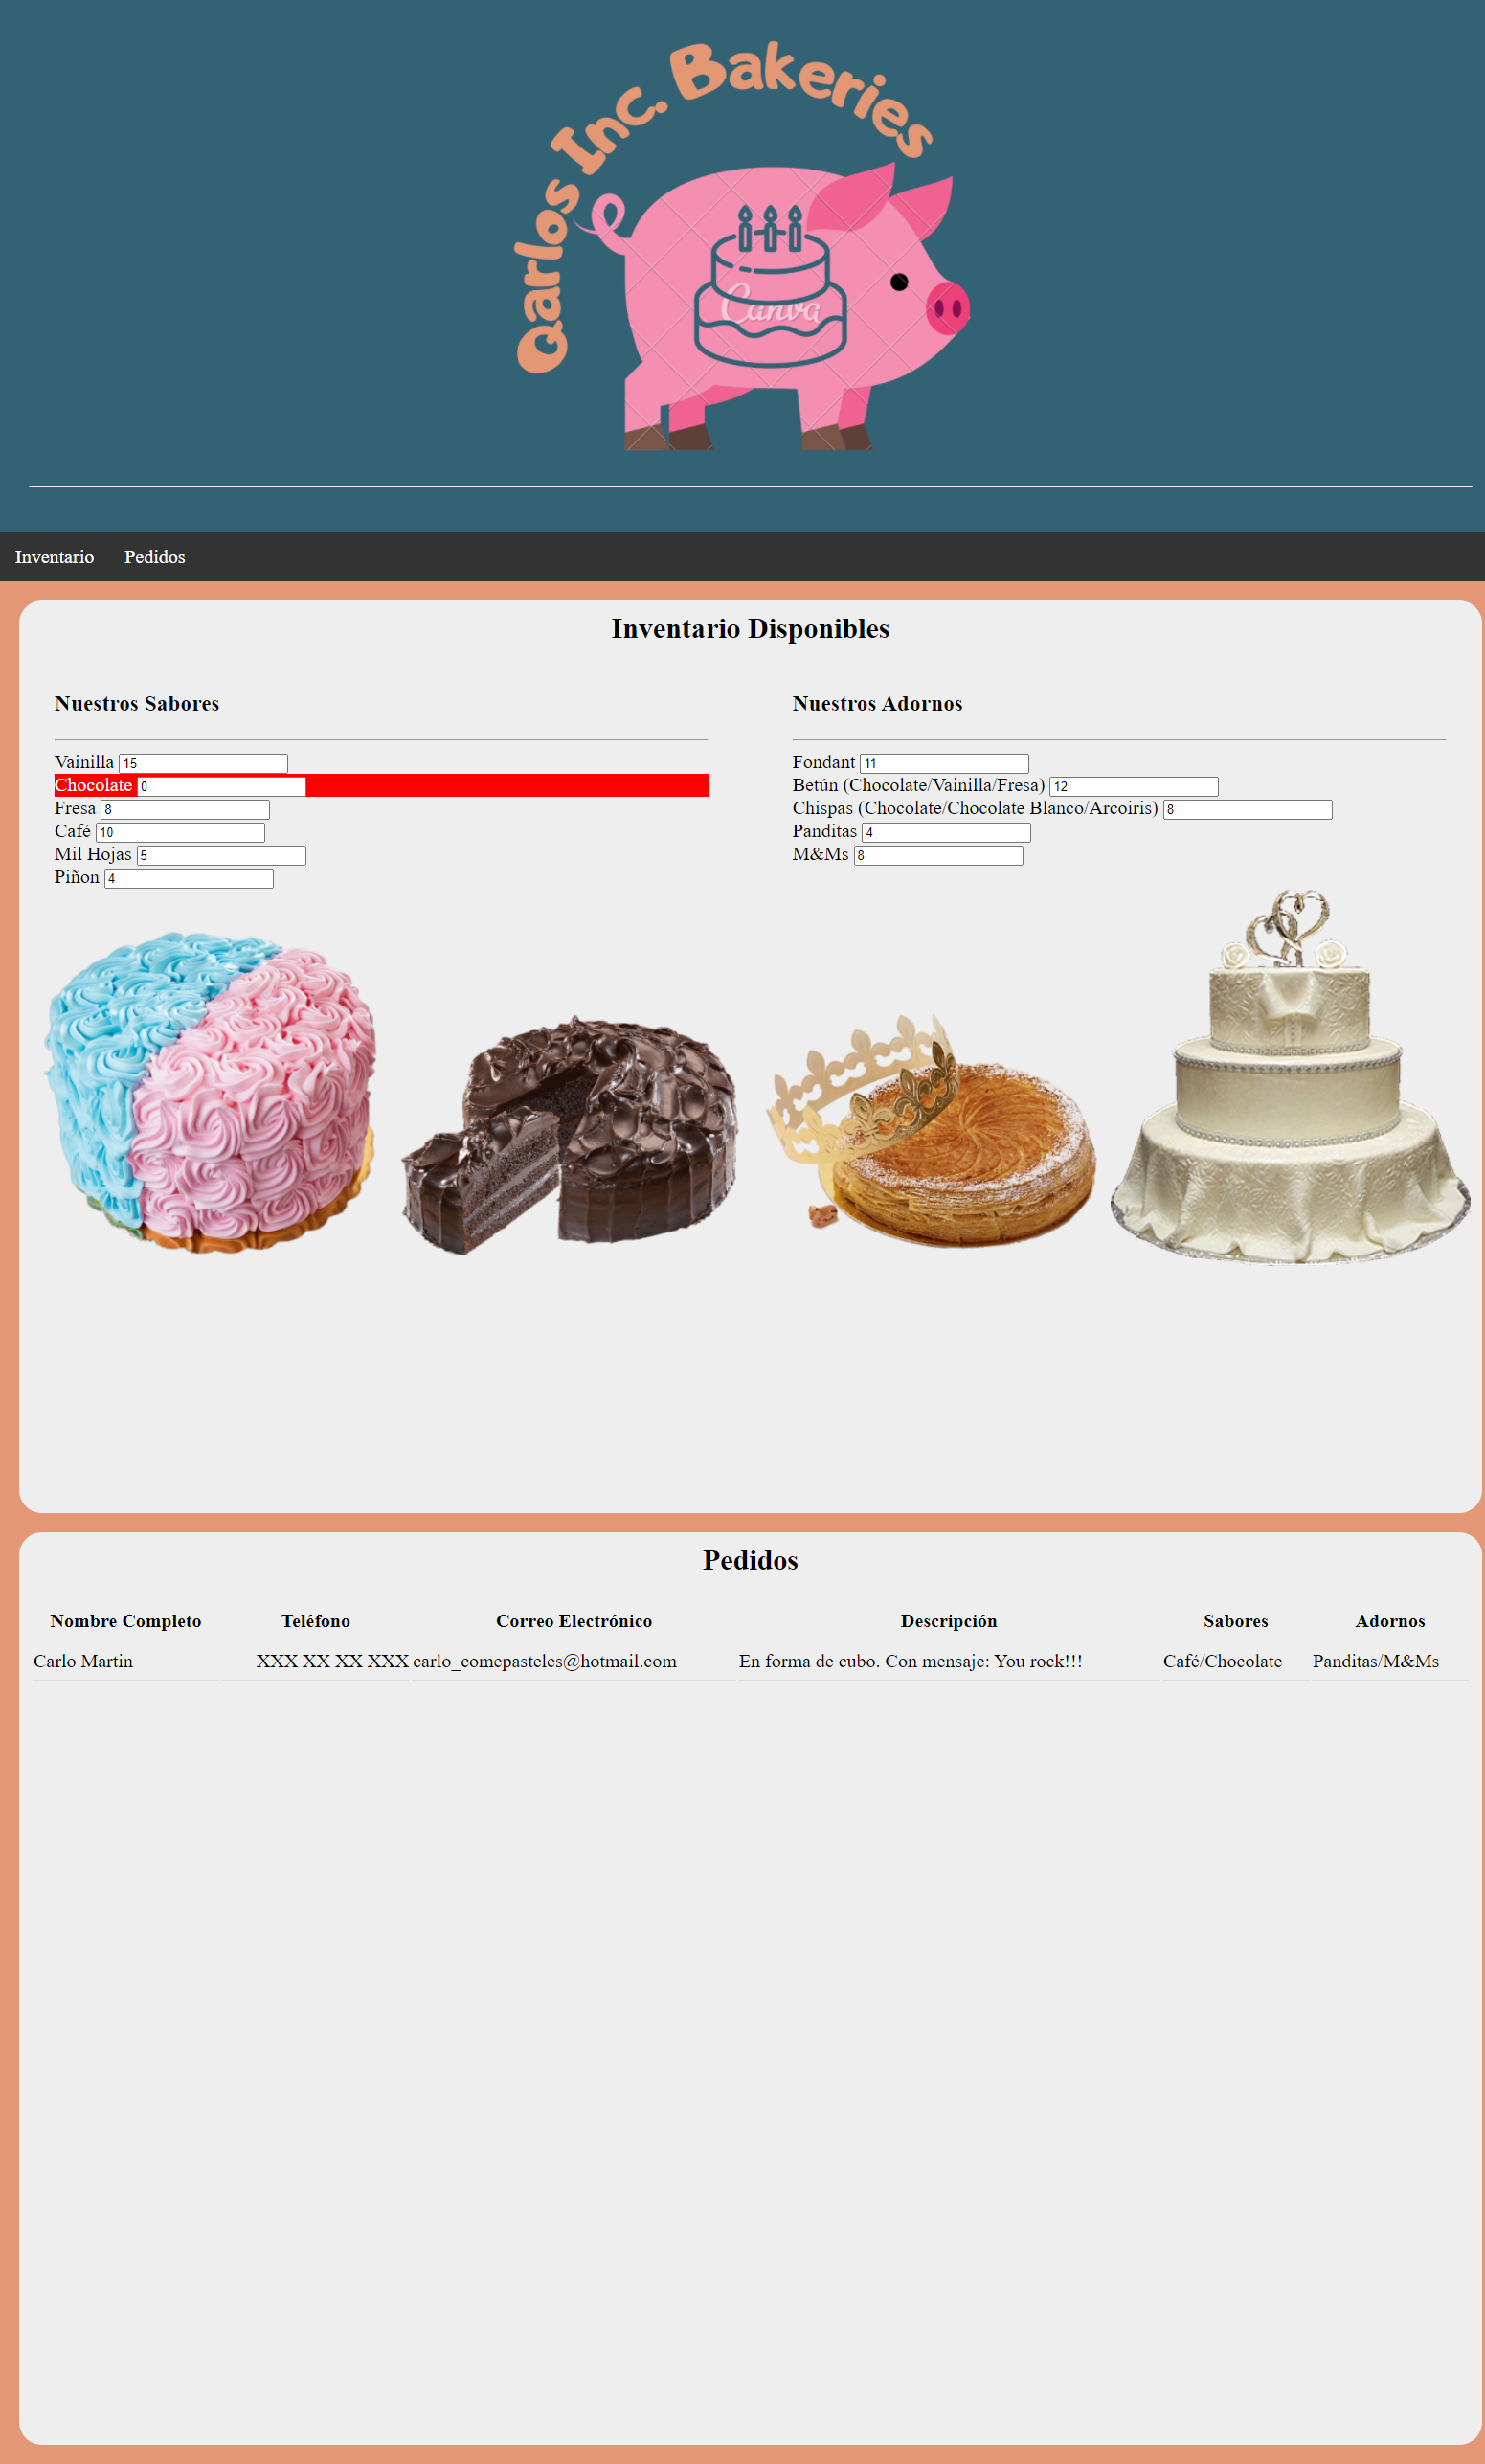 Qarlos Inc. Bakeries
Canva
Inventario Pedidos
Inventario Disponibles
Nuestros Sabores
Vainilla 15
Chocolate 0
Fresa 8
Café 10
Mil Hojas 5
Piñon 4
Nuestros Adornos
Fondant 11
Betún (Chocolate/Vainilla/Fresa) 12
Chispas (Chocolate/Chocolate Blanco/Arcoiris) 8
Panditas 4
M&Ms 8
Pedidos
Nombre Completo Teléfono Correo Electrónico Descripción Sabores Adornos
Carlo Martin XXX XX XX XXX carlo_comepasteles@hotmail.com En forma de cubo. Con mensaje: You rock!!! Café/Chocolate Panditas/M&Ms